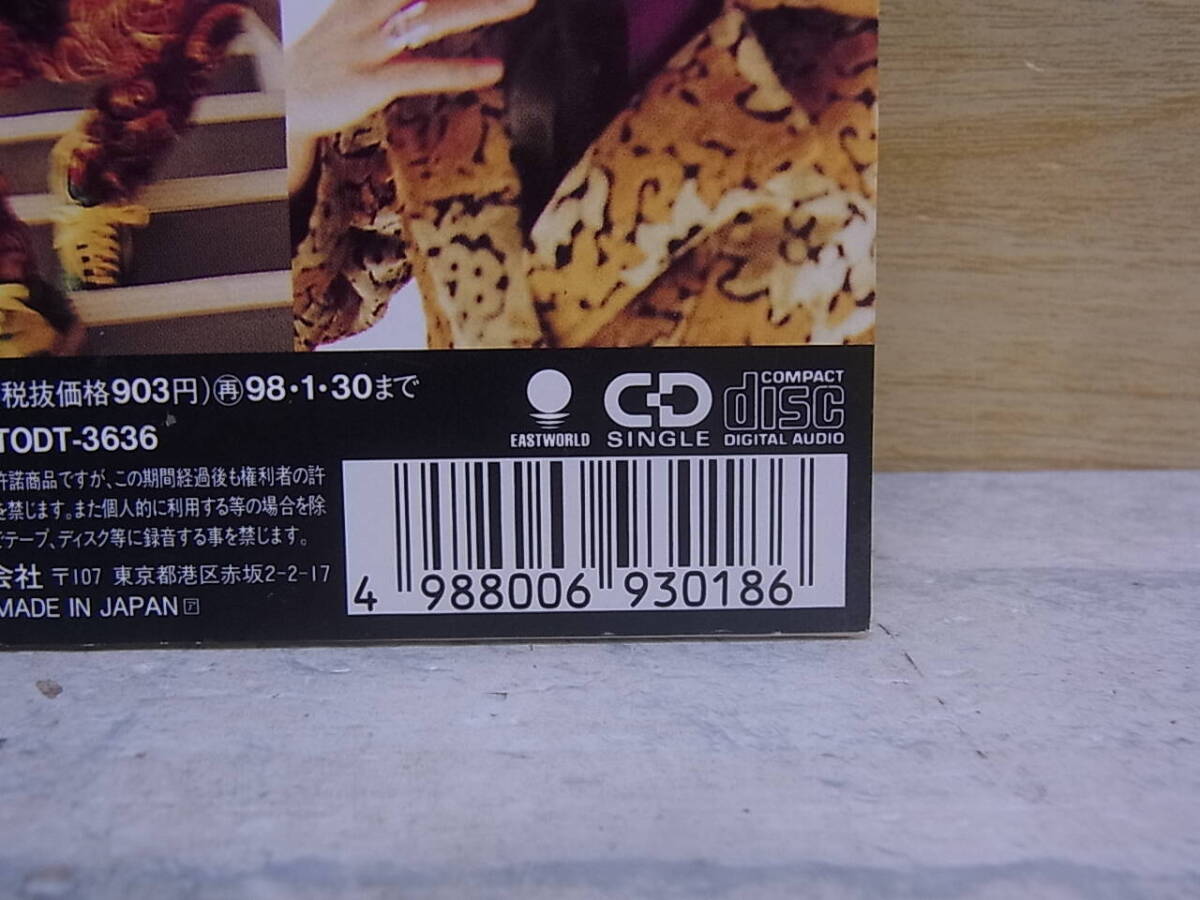 (税抜価格903円)再98・1・30まで
TODT-3636
許諾商品ですが、この期間経過後も権利者の許
を禁じます。また個人的に利用する等の場合を除
テープ、ディスク等に録音する事を禁じます。
会社 〒107 東京都港区赤坂2-2-17
MADE IN JAPAN ア
EASTWORLD
CD
SINGLE
COMPACT
disc
DIGITAL AUDIO
4 988006 930186